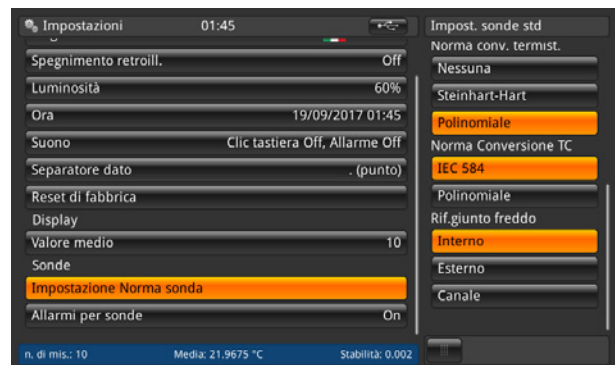 Impostazioni 01:45
Spegnimento retroill. Off
Luminosità 60%
Ora 19/09/2017 01:45
Suono Clic tastiera Off, Allarme Off
Separatore dato . (punto)
Reset di fabbrica
Display
Valore medio 10
Sonde
Impostazione Norma sonda
Allarmi per sonde On
n. di mis.: 10 Media: 21.9675 °C Stabilità: 0.002
Impost. sonde std
Norma conv. termist.
Nessuna
Steinhart-Hart
Polinomiale
Norma Conversione TC
IEC 584
Polinomiale
Rif.giunto freddo
Interno
Esterno
Canale